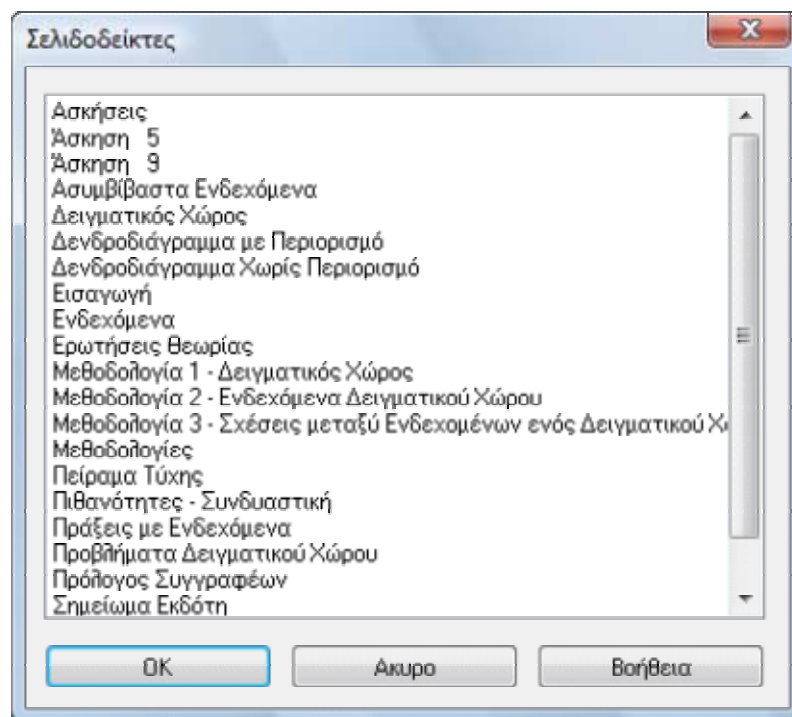 Σελιδοδείκτες
Ασκήσεις
Άσκηση 5
Άσκηση 9
Ασυμβίβαστα Ενδεχόμενα
Δειγματικός Χώρος
Δενδροδιάγραμμα με Περιορισμό
Δενδροδιάγραμμα Χωρίς Περιορισμό
Εισαγωγή
Ενδεχόμενα
Ερωτήσεις Θεωρίας
Μεθοδολογία 1 - Δειγματικός Χώρος
Μεθοδολογία 2 - Ενδεχόμενα Δειγματικού Χώρου
Μεθοδολογία 3 - Σχέσεις μεταξύ Ενδεχομένων ενός Δειγματικού Χι
Μεθοδολογίες
Πείραμα Τύχης
Πιθανότητες - Συνδυαστική
Πράξεις με Ενδεχόμενα
Προβλήματα Δειγματικού Χώρου
Πρόλογος Συγγραφέων
Σημείωμα Εκδότη
OK Ακυρο Βοήθεια